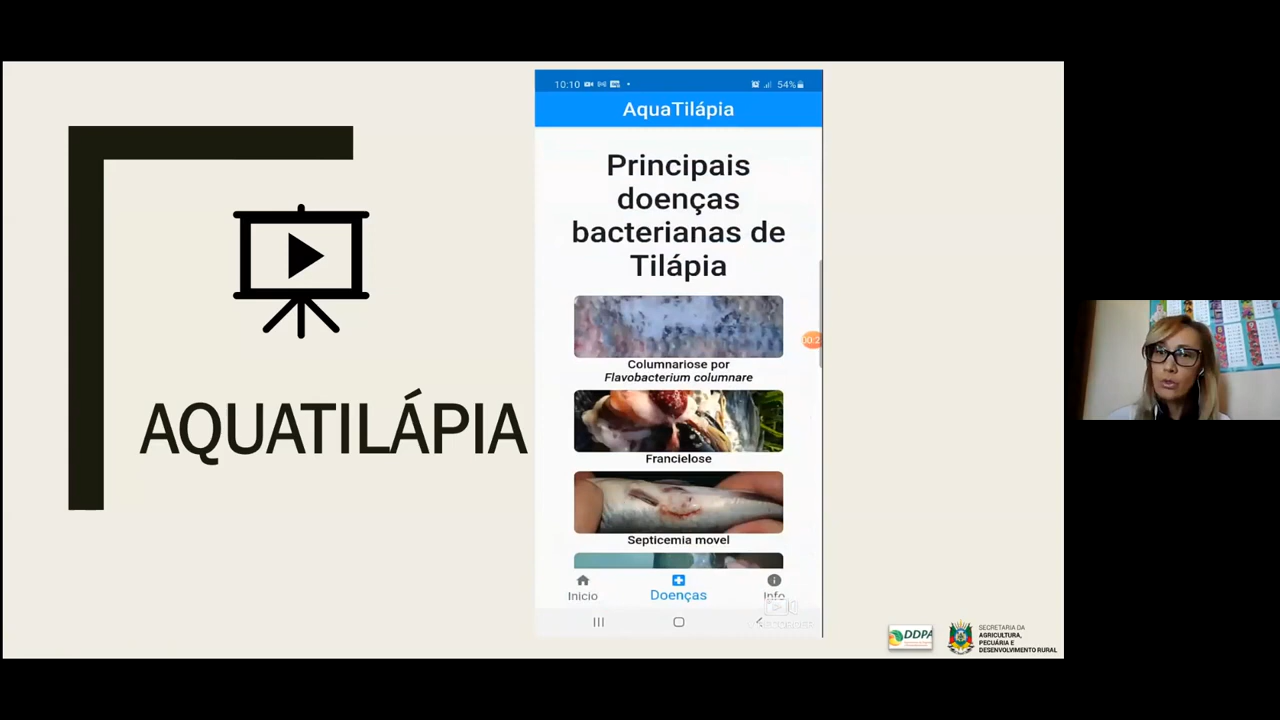 10:10
54%
AquaTilápia
Principais
doenças
bacterianas de
Tilápia
Columnariose por
Flavobacterium columnare
Francielose
Septicemia movel
Inicio
Doenças
Info
AQUATILÁPIA
DDPA
SECRETARIA DA
AGRICULTURA,
PECUÁRIA E
DESENVOLVIMENTO RURAL